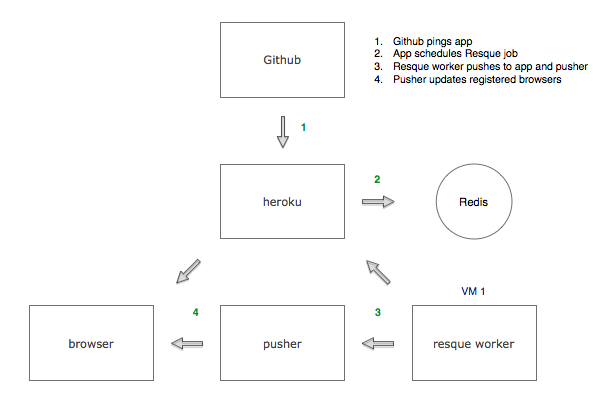 Github
1. Github pings app
2. App schedules Resque job
3. Resque worker pushes to app and pusher
4. Pusher updates registered browsers
1
heroku
2
Redis
VM 1
browser
4
pusher
3
resque worker